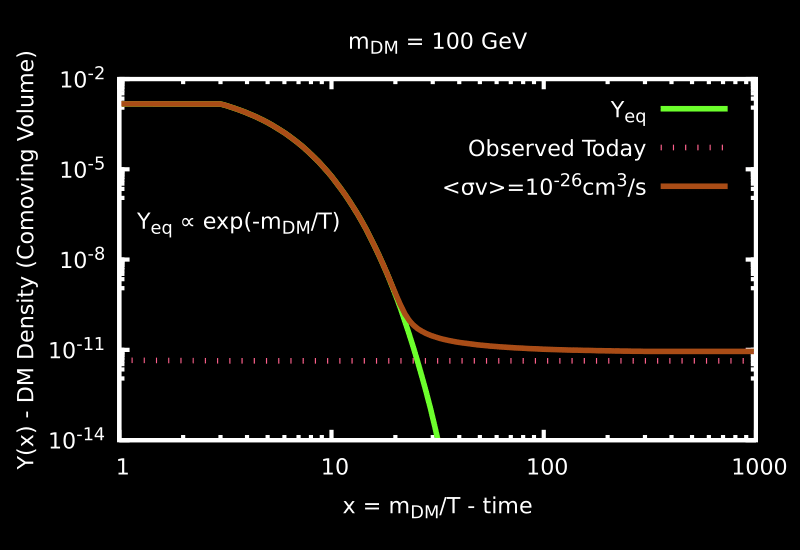 m_DM = 100 GeV
Y(x) - DM Density (Comoving Volume)
10^-2
10^-5
10^-8
10^-11
10^-14
Y_eq
Observed Today
<σv>=10^-26cm^3/s
Y_eq ∝ exp(-m_DM/T)
1 10 100 1000
x = m_DM/T - time